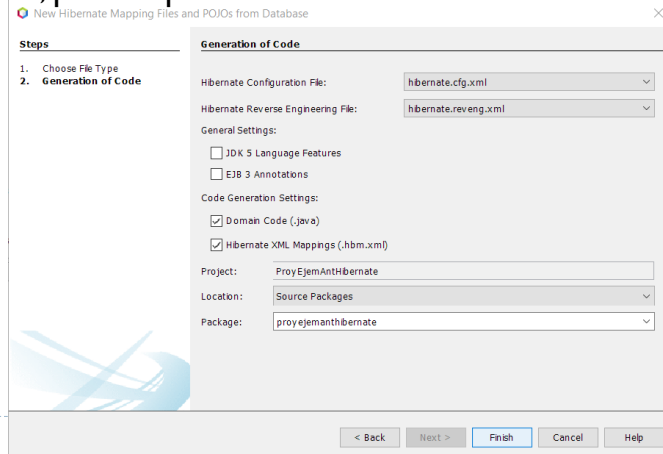 New Hibernate Mapping Files and POJOs from Database
Steps
1. Choose File Type
2. Generation of Code
Generation of Code
Hibernate Configuration File: hibernate.cfg.xml
Hibernate Reverse Engineering File: hibernate.reveng.xml
General Settings:
JDK 5 Language Features
EJB 3 Annotations
Code Generation Settings:
Domain Code (.java)
Hibernate XML Mappings (.hbm.xml)
Project: ProyEjemAntHibernate
Location: Source Packages
Package: proyejemanthibernate
< Back Next > Finish Cancel Help